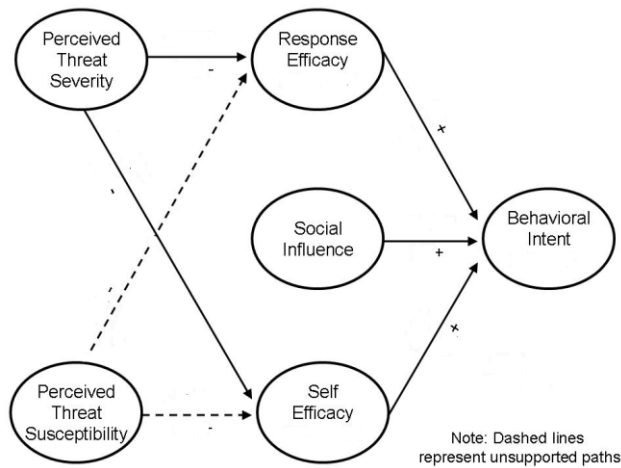 Perceived
Threat
Severity
Response
Efficacy
-
-
+
Social
Influence
+
Behavioral
Intent
-
-
+
Perceived
Threat
Susceptibility
-
Self
Efficacy
Note: Dashed lines
represent unsupported paths